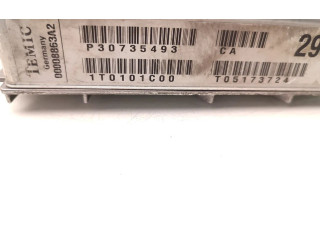 TEMIC
Germany
00008863A2
P30735493
CA
29
1T0101C00
T05173724